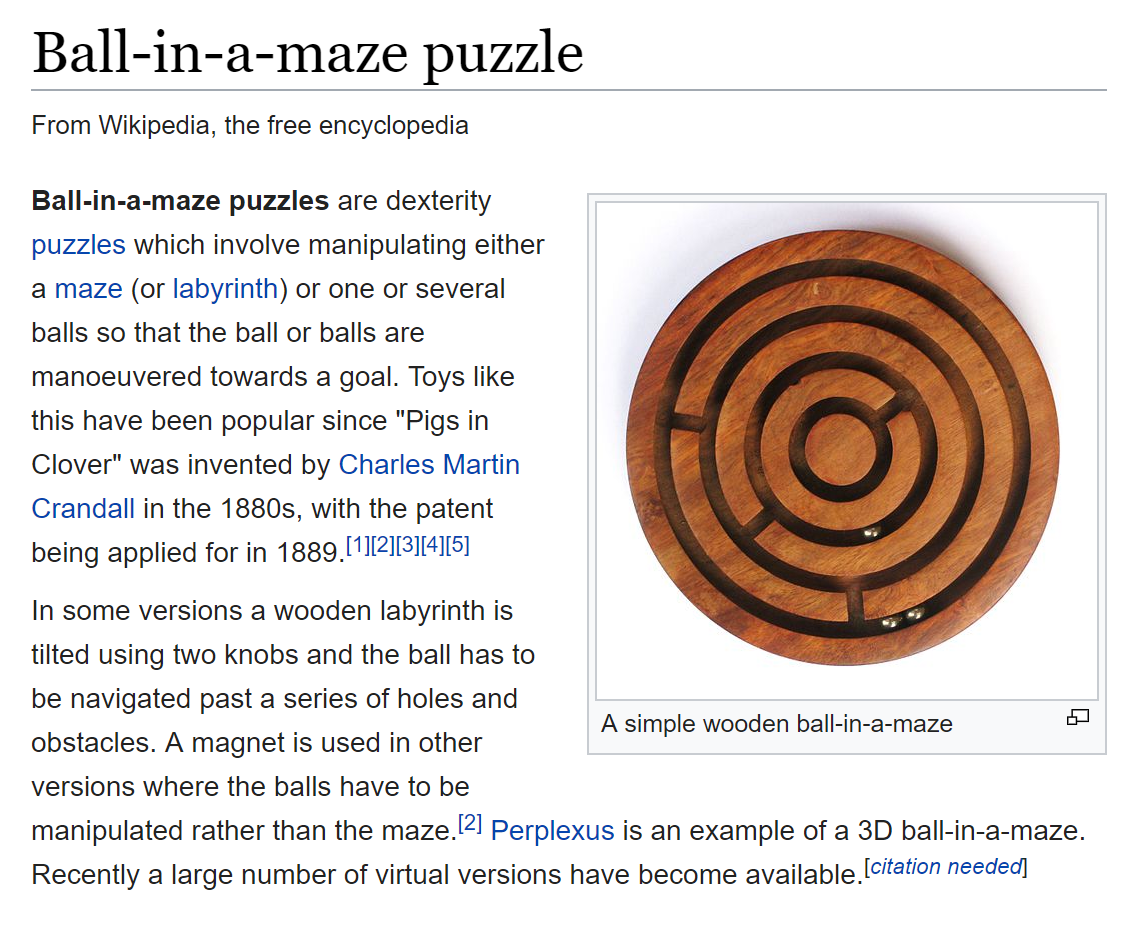 Ball-in-a-maze puzzle
From Wikipedia, the free encyclopedia
Ball-in-a-maze puzzles are dexterity
puzzles which involve manipulating either
a maze (or labyrinth) or one or several
balls so that the ball or balls are
manoeuvered towards a goal. Toys like
this have been popular since "Pigs in
Clover" was invented by Charles Martin
Crandall in the 1880s, with the patent
being applied for in 1889.[1][2][3][4][5]
In some versions a wooden labyrinth is
tilted using two knobs and the ball has to
be navigated past a series of holes and
obstacles. A magnet is used in other
versions where the balls have to be
manipulated rather than the maze.[2] Perplexus is an example of a 3D ball-in-a-maze.
Recently a large number of virtual versions have become available.[citation needed]
A simple wooden ball-in-a-maze